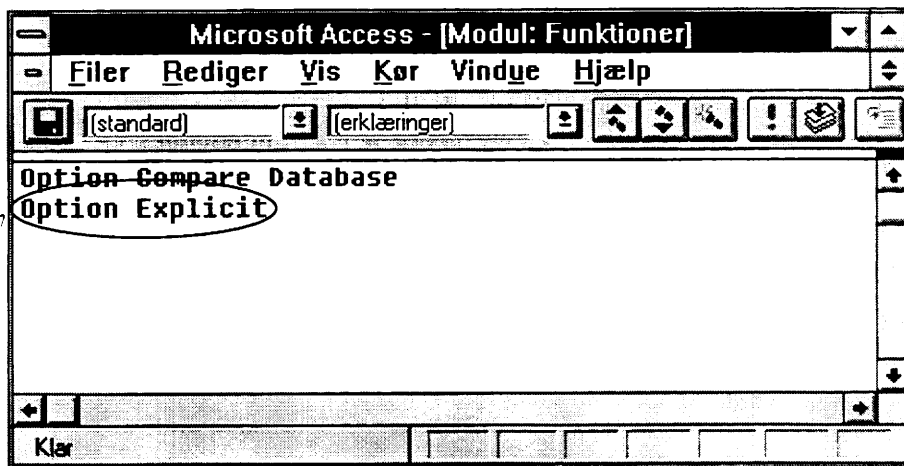 Microsoft Access - [Modul: Funktioner]
Filer Rediger Vis Kør Vindue Hjælp
(standard) (erklæringer)
Option Compare Database
Option Explicit
Klar